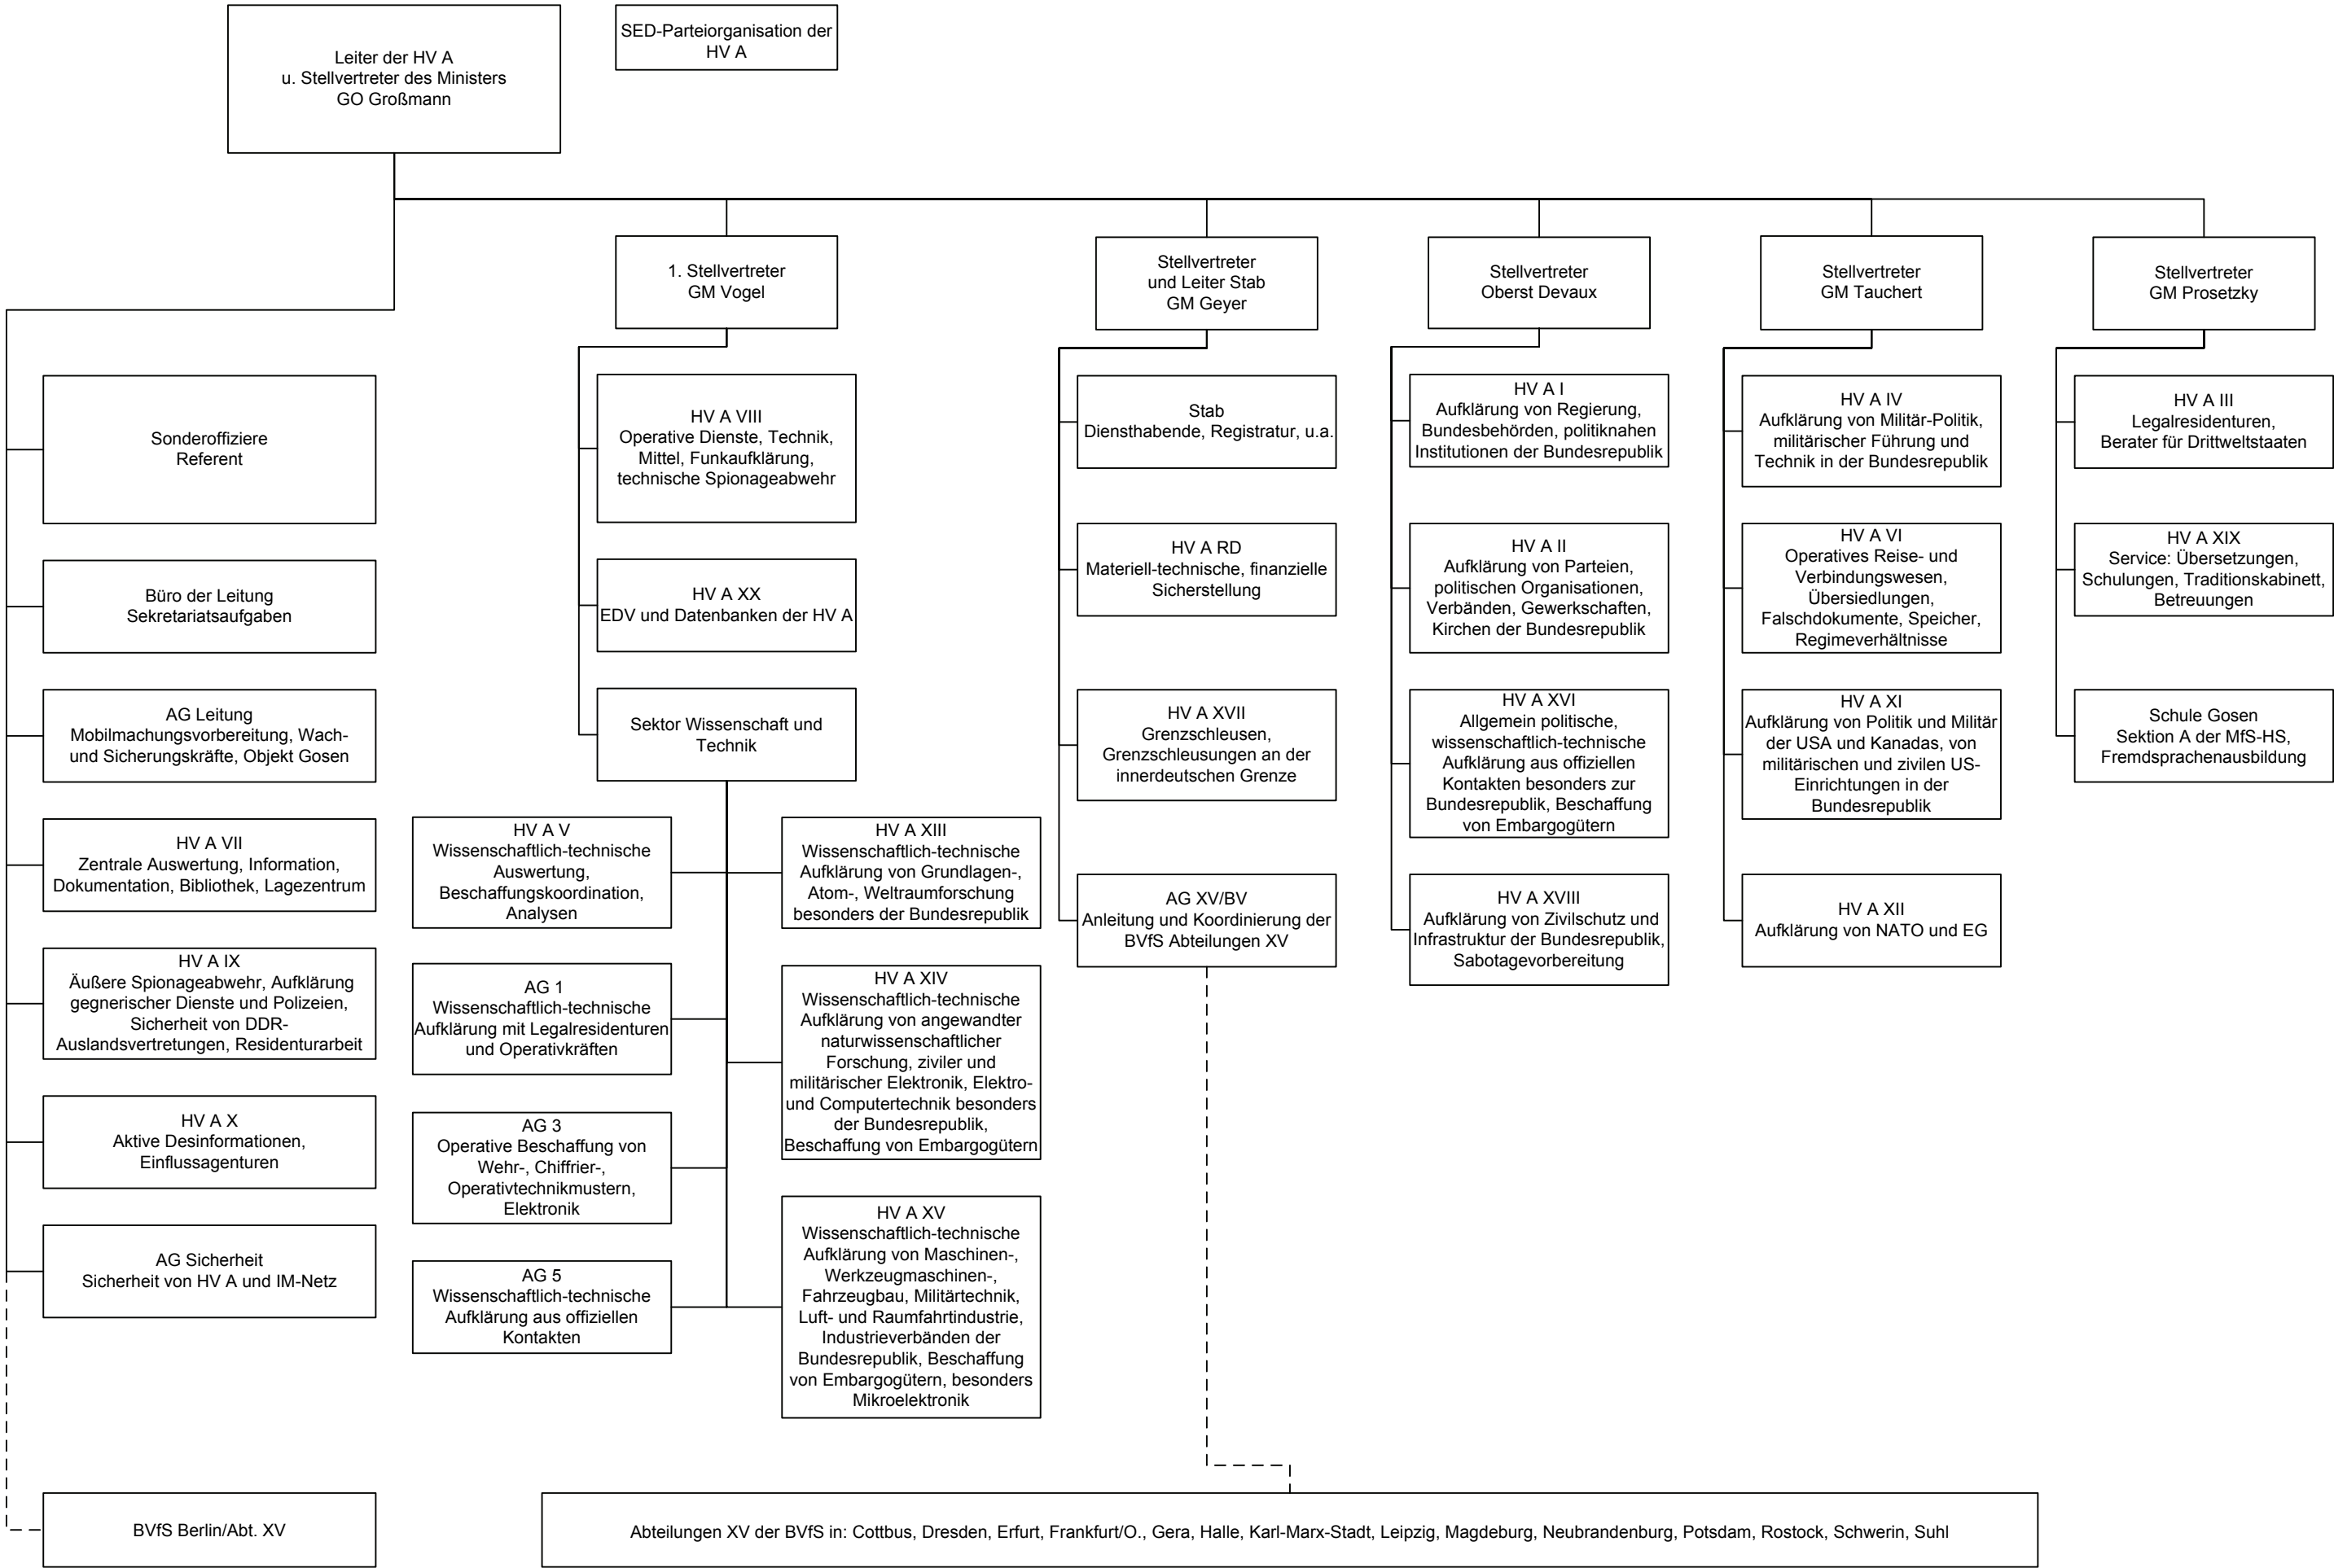 Leiter der HV A
u. Stellvertreter des Ministers
GO Großmann
SED-Parteiorganisation der
HV A
1. Stellvertreter
GM Vogel
Stellvertreter
und Leiter Stab
GM Geyer
Stellvertreter
Oberst Devaux
Stellvertreter
GM Tauchert
Stellvertreter
GM Prosetzky
Sonderoffiziere
Referent
Büro der Leitung
Sekretariatsaufgaben
AG Leitung
Mobilmachungsvorbereitung, Wach-
und Sicherungskräfte, Objekt Gosen
HV A VII
Zentrale Auswertung, Information,
Dokumentation, Bibliothek, Lagezentrum
HV A IX
Äußere Spionageabwehr, Aufklärung
gegnerischer Dienste und Polizeien,
Sicherheit von DDR-
Auslandsvertretungen, Residenturarbeit
HV A X
Aktive Desinformationen,
Einflussagenturen
AG Sicherheit
Sicherheit von HV A und IM-Netz
HV A VIII
Operative Dienste, Technik,
Mittel, Funkaufklärung,
technische Spionageabwehr
HV A XX
EDV und Datenbanken der HV A
Sektor Wissenschaft und
Technik
HV A V
Wissenschaftlich-technische
Auswertung,
Beschaffungskoordination,
Analysen
AG 1
Wissenschaftlich-technische
Aufklärung mit Legalresidenturen
und Operativkräften
AG 3
Operative Beschaffung von
Wehr-, Chiffrier-,
Operativtechnikmustern,
Elektronik
AG 5
Wissenschaftlich-technische
Aufklärung aus offiziellen
Kontakten
HV A XIII
Wissenschaftlich-technische
Aufklärung von Grundlagen-,
Atom-, Weltraumforschung
besonders der Bundesrepublik
HV A XIV
Wissenschaftlich-technische
Aufklärung von angewandter
naturwissenschaftlicher
Forschung, ziviler und
militärischer Elektronik, Elektro-
und Computertechnik besonders
der Bundesrepublik,
Beschaffung von Embargogütern
HV A XV
Wissenschaftlich-technische
Aufklärung von Maschinen-,
Werkzeugmaschinen-,
Fahrzeugbau, Militärtechnik,
Luft- und Raumfahrtindustrie,
Industrieverbänden der
Bundesrepublik, Beschaffung
von Embargogütern, besonders
Mikroelektronik
Stab
Diensthabende, Registratur, u.a.
HV A RD
Materiell-technische, finanzielle
Sicherstellung
HV A XVII
Grenzschleusen,
Grenzschleusungen an der
innerdeutschen Grenze
AG XV/BV
Anleitung und Koordinierung der
BVfS Abteilungen XV
HV A I
Aufklärung von Regierung,
Bundesbehörden, politiknahen
Institutionen der Bundesrepublik
HV A II
Aufklärung von Parteien,
politischen Organisationen,
Verbänden, Gewerkschaften,
Kirchen der Bundesrepublik
HV A XVI
Allgemein politische,
wissenschaftlich-technische
Aufklärung aus offiziellen
Kontakten besonders zur
Bundesrepublik, Beschaffung
von Embargogütern
HV A XVIII
Aufklärung von Zivilschutz und
Infrastruktur der Bundesrepublik,
Sabotagevorbereitung
HV A IV
Aufklärung von Militär-Politik,
militärischer Führung und
Technik in der Bundesrepublik
HV A VI
Operatives Reise- und
Verbindungswesen,
Übersiedlungen,
Falschdokumente, Speicher,
Regimeverhältnisse
HV A XI
Aufklärung von Politik und Militär
der USA und Kanadas, von
militärischen und zivilen US-
Einrichtungen in der
Bundesrepublik
HV A XII
Aufklärung von NATO und EG
HV A III
Legalresidenturen,
Berater für Drittweltstaaten
HV A XIX
Service: Übersetzungen,
Schulungen, Traditionskabinett,
Betreuungen
Schule Gosen
Sektion A der MfS-HS,
Fremdsprachenausbildung
BVfS Berlin/Abt. XV
Abteilungen XV der BVfS in: Cottbus, Dresden, Erfurt, Frankfurt/O., Gera, Halle, Karl-Marx-Stadt, Leipzig, Magdeburg, Neubrandenburg, Potsdam, Rostock, Schwerin, Suhl